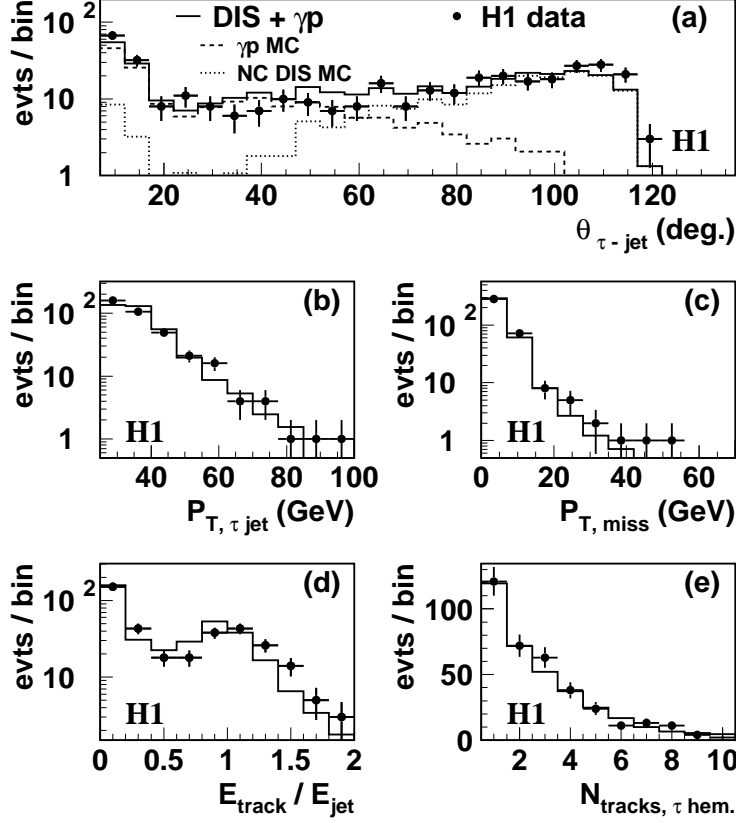 DIS + γp
H1 data
(a)
γp MC
NC DIS MC
evts / bin
10²
10
1
H1
20 40 60 80 100 120
θ τ - jet (deg.)
(b)
evts / bin
10²
10
1
H1
40 60 80 100
P T, τ jet (GeV)
(c)
evts / bin
10²
10
1
H1
0 20 40 60
P T, miss (GeV)
(d)
evts / bin
10²
10
H1
0 0.5 1 1.5 2
E track / E jet
(e)
evts / bin
100
50
0
H1
2 4 6 8 10
N tracks, τ hem.